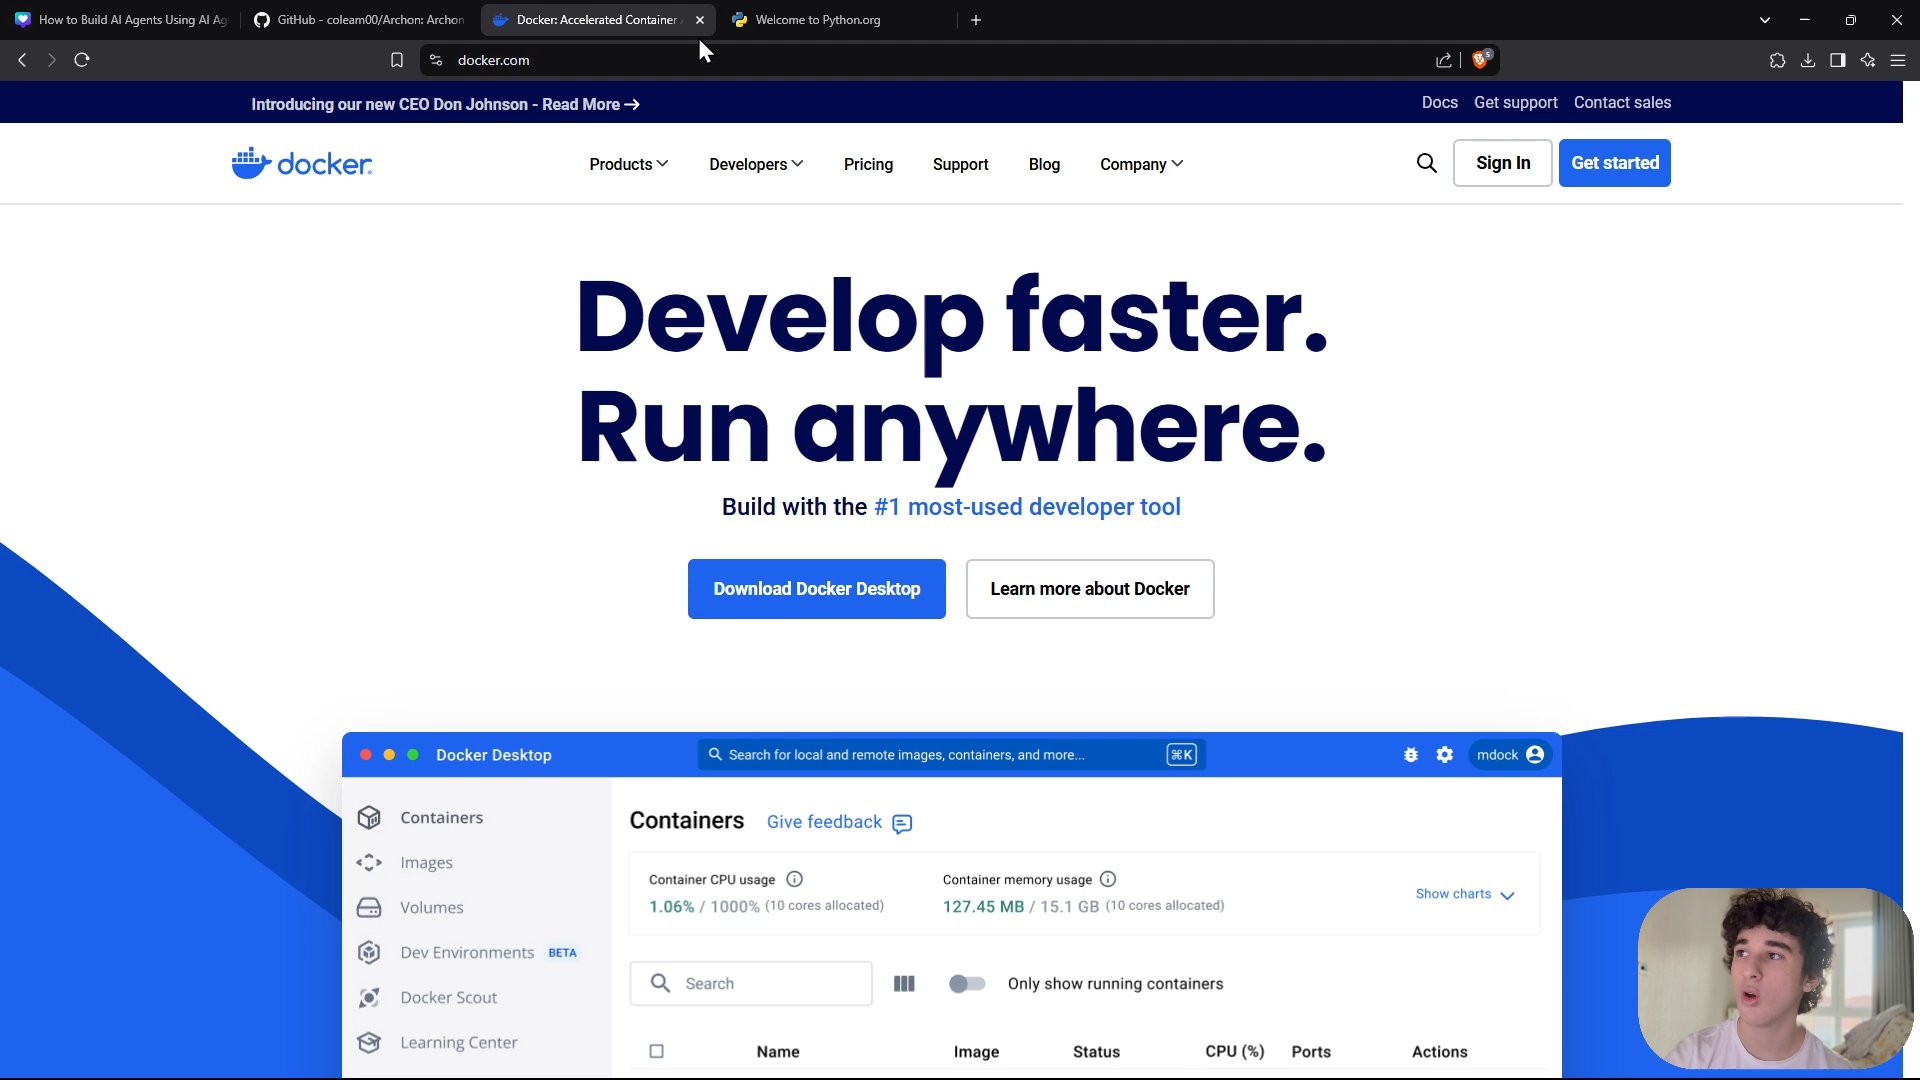 How to Build AI Agents Using AI Ag
GitHub - coleam00/Archon: Archon
Docker: Accelerated Container
Welcome to Python.org
docker.com
5
Introducing our new CEO Don Johnson - Read More →
Docs
Get support
Contact sales
docker.
Products
Developers
Pricing
Support
Blog
Company
Sign In
Get started
Develop faster.
Run anywhere.
Build with the #1 most-used developer tool
Download Docker Desktop
Learn more about Docker
Docker Desktop
Search for local and remote images, containers, and more...
⌘K
mdock
Containers
Images
Volumes
Dev Environments BETA
Docker Scout
Learning Center
Containers
Give feedback
Container CPU usage
1.06% / 1000% (10 cores allocated)
Container memory usage
127.45 MB / 15.1 GB (10 cores allocated)
Show charts
Search
Only show running containers
Name
Image
Status
CPU (%)
Ports
Actions